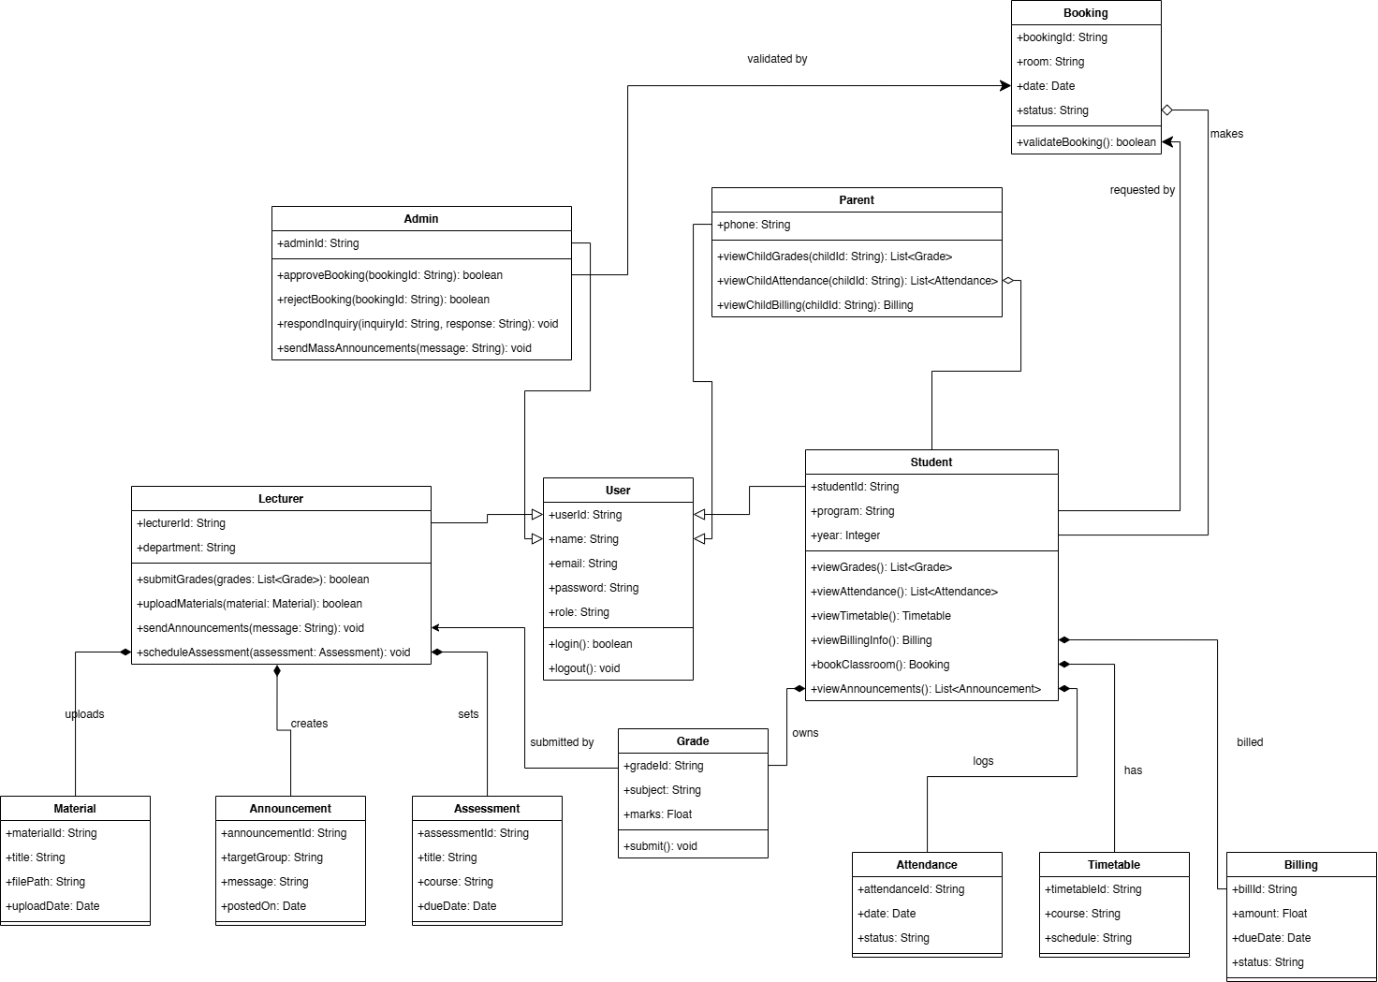 Booking
+bookingId: String
+room: String
+date: Date
+status: String
+validateBooking(): boolean
validated by
makes
requested by
Admin
+adminId: String
+approveBooking(bookingId: String): boolean
+rejectBooking(bookingId: String): boolean
+respondInquiry(inquiryId: String, response: String): void
+sendMassAnnouncements(message: String): void
Parent
+phone: String
+viewChildGrades(childId: String): List<Grade>
+viewChildAttendance(childId: String): List<Attendance>
+viewChildBilling(childId: String): Billing
Lecturer
+lecturerId: String
+department: String
+submitGrades(grades: List<Grade>): boolean
+uploadMaterials(material: Material): boolean
+sendAnnouncements(message: String): void
+scheduleAssessment(assessment: Assessment): void
User
+userId: String
+name: String
+email: String
+password: String
+role: String
+login(): boolean
+logout(): void
Student
+studentId: String
+program: String
+year: Integer
+viewGrades(): List<Grade>
+viewAttendance(): List<Attendance>
+viewTimetable(): Timetable
+viewBillingInfo(): Billing
+bookClassroom(): Booking
+viewAnnouncements(): List<Announcement>
uploads
creates
sets
submitted by
owns
logs
has
billed
Grade
+gradeId: String
+subject: String
+marks: Float
+submit(): void
Material
+materialId: String
+title: String
+filePath: String
+uploadDate: Date
Announcement
+announcementId: String
+targetGroup: String
+message: String
+postedOn: Date
Assessment
+assessmentId: String
+title: String
+course: String
+dueDate: Date
Attendance
+attendanceId: String
+date: Date
+status: String
Timetable
+timetableId: String
+course: String
+schedule: String
Billing
+billId: String
+amount: Float
+dueDate: Date
+status: String